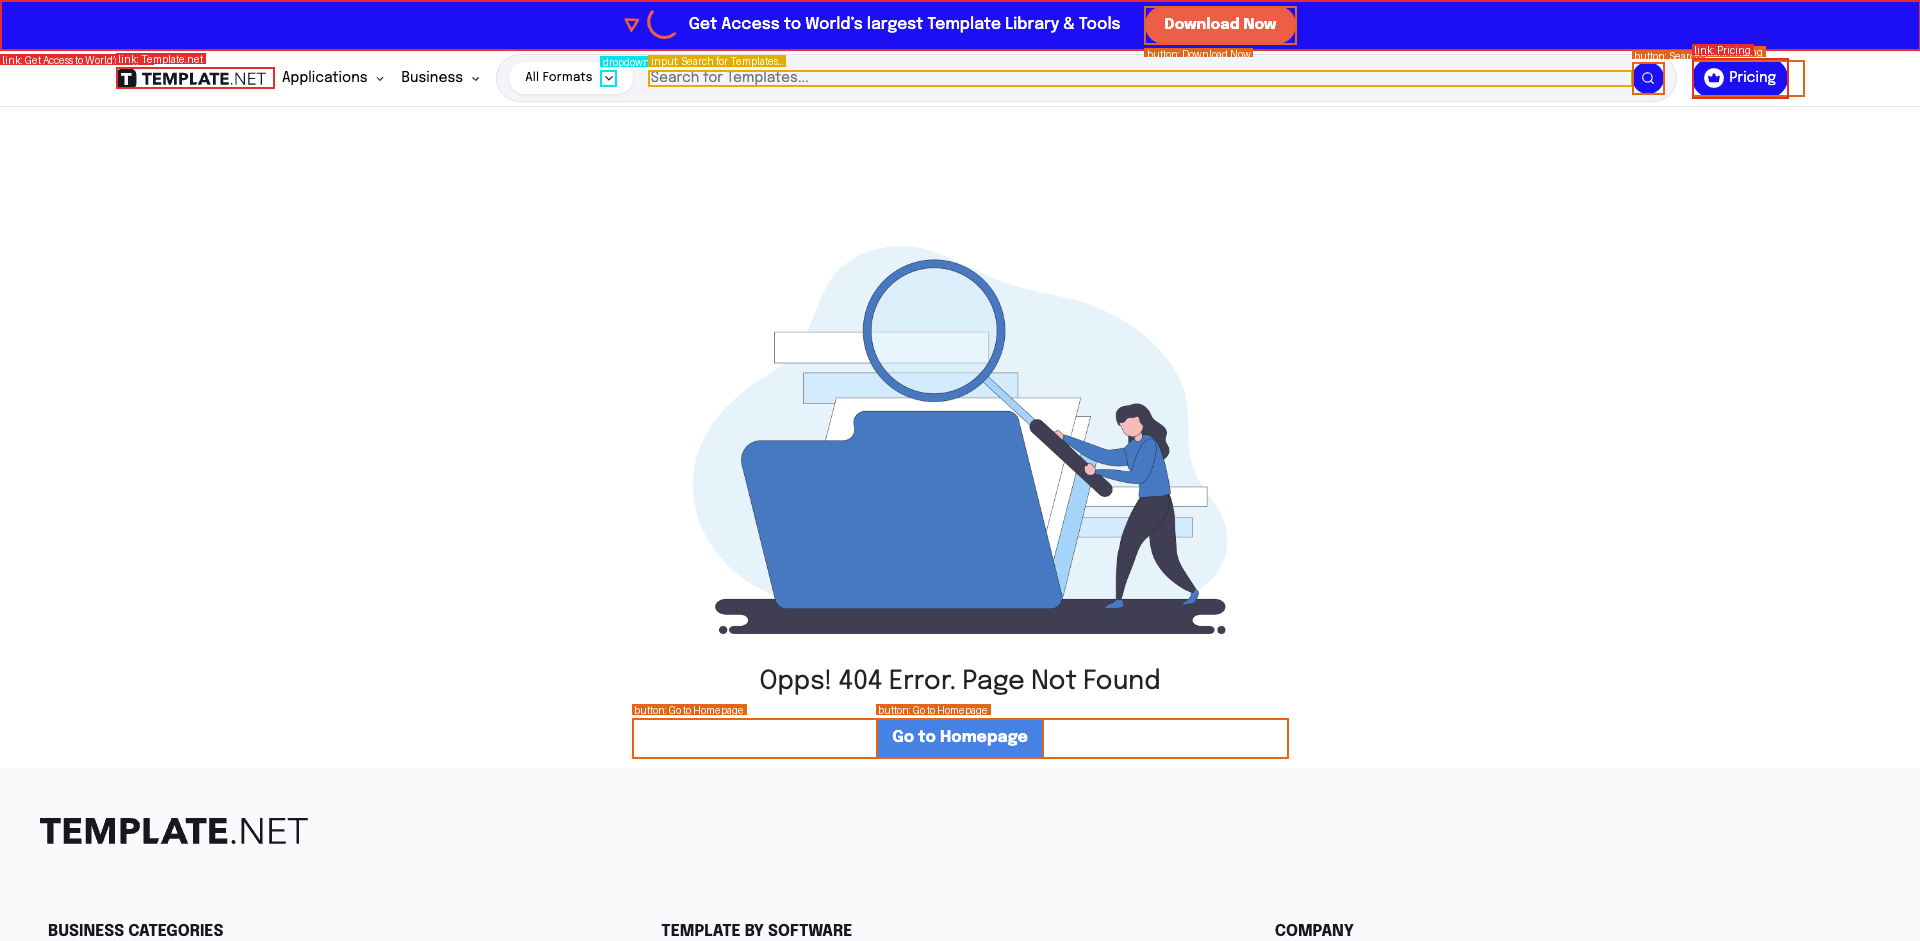 Get Access to World's largest Template Library & Tools
Download Now
button: Download Now
link: Get Access to World'
link: Template.net
TEMPLATE.NET
Applications
Business
All Formats
dropdown
input: Search for Templates...
Search for Templates...
link: Pricing
Pricing
Opps! 404 Error. Page Not Found
button: Go to Homepage
button: Go to Homepage
Go to Homepage
TEMPLATE.NET
BUSINESS CATEGORIES
TEMPLATE BY SOFTWARE
COMPANY